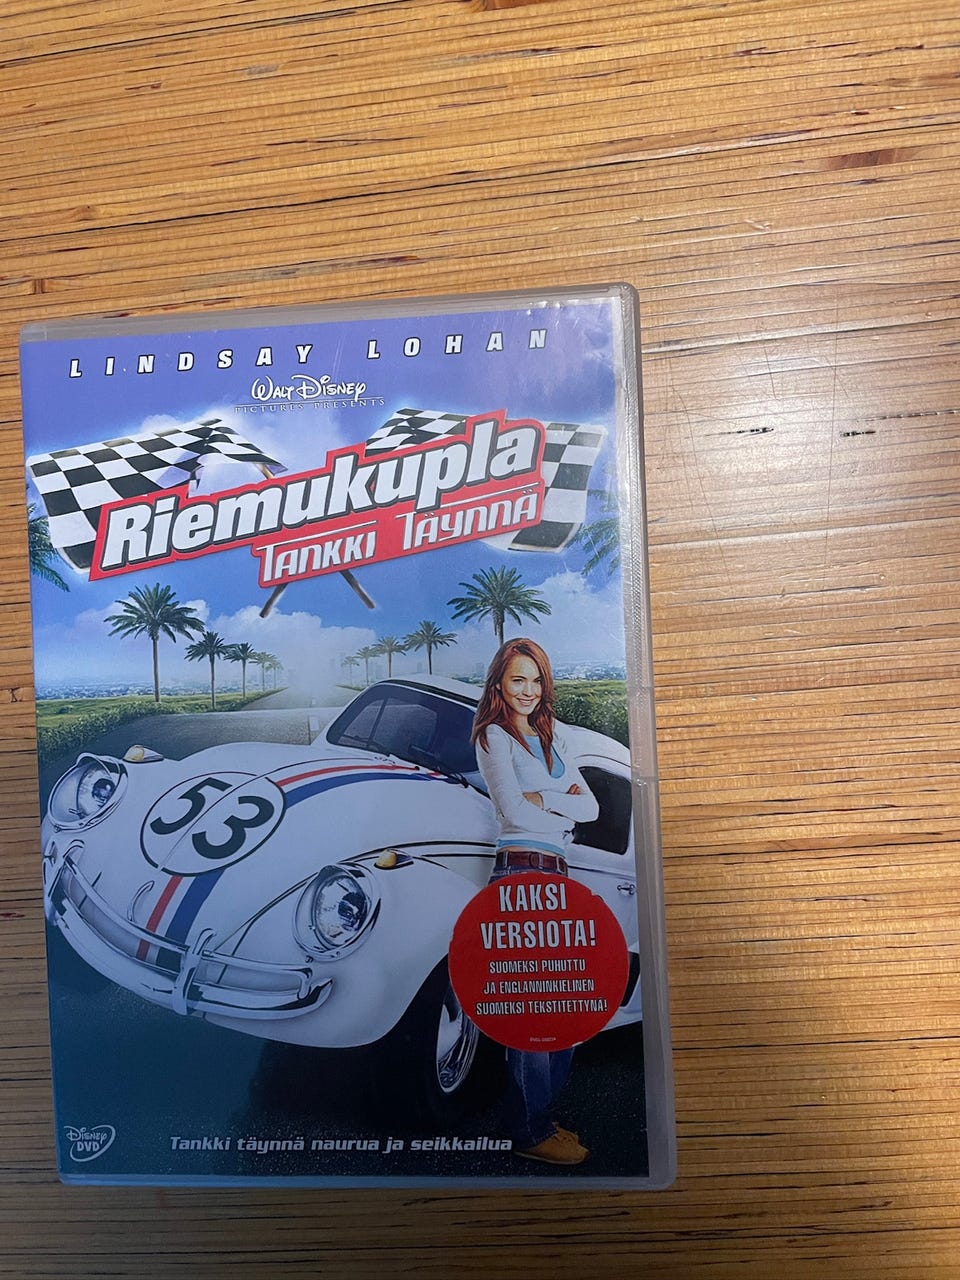 LINDSAY LOHAN
WALT DISNEY
PICTURES PRESENTS
Riemukupla
TANKKI TÄYNNÄ
53
KAKSI
VERSIOTA!
SUOMEKSI PUHUTTU
JA ENGLANNINKIELINEN
SUOMEKSI TEKSTITETTYNÄ!
DISNEY
DVD
Tankki täynnä naurua ja seikkailua